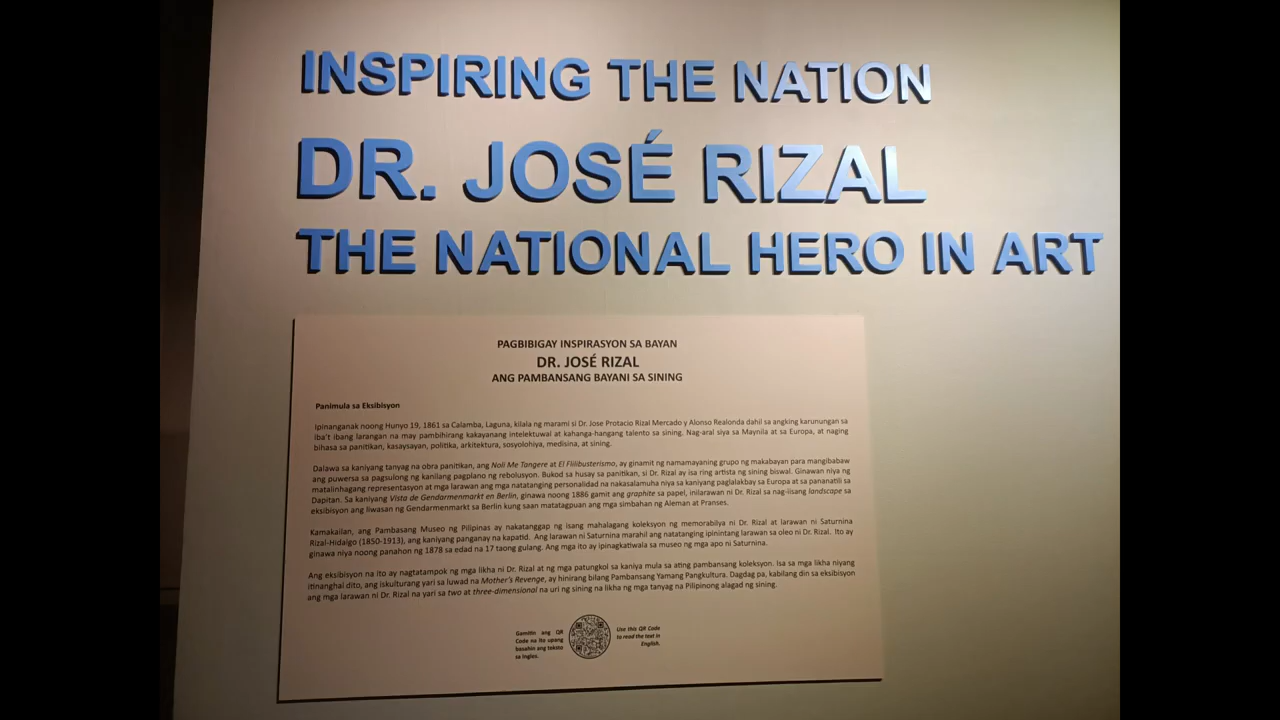 INSPIRING THE NATION
DR. JOSÉ RIZAL
THE NATIONAL HERO IN ART
PAGBIBIGAY INSPIRASYON SA BAYAN
DR. JOSÉ RIZAL
ANG PAMBANSANG BAYANI SA SINING
Panimula sa Eksibisyon
Ipinanganak noong Hunyo 19, 1861 sa Calamba, Laguna, kilala ng marami si Dr. Jose Protacio Rizal Mercado y Alonso Realonda dahil sa angking karunungan sa
iba't ibang larangan na may pambihirang kakayanang intelektuwal at kahanga-hangang talento sa sining. Nag-aral siya sa Maynila at sa Europa, at naging
bihasa sa panitikan, kasaysayan, politika, arkitektura, sosyolohiya, medisina, at sining.
Dalawa sa kaniyang tanyag na obra panitikan, ang Noli Me Tangere at El Flilibusterismo, ay ginamit ng namamayaning grupo ng makabayan para mangibabaw
ang puwersa sa pagsulong ng kanilang pagplano ng rebolusyon. Bukod sa husay sa panitikan, si Dr. Rizal ay isa ring artista ng sining biswal. Ginawan niya ng
matalinhagang representasyon at mga larawan ang mga natatanging personalidad na nakasalamuha niya sa kaniyang paglalakbay sa Europa at sa pananatili sa
Dapitan. Sa kaniyang Vista de Gendarmenmarkt en Berlin, ginawa noong 1886 gamit ang graphite sa papel, inilarawan ni Dr. Rizal sa nag-iisang landscape sa
eksibisyon ang liwasan ng Gendarmenmarkt sa Berlin kung saan matatagpuan ang mga simbahan ng Aleman at Pranses.
Kamakailan, ang Pambasang Museo ng Pilipinas ay nakatanggap ng isang mahalagang koleksyon ng memorabilya ni Dr. Rizal at larawan ni Saturnina
Rizal-Hidalgo (1850-1913), ang kaniyang panganay na kapatid. Ang larawan ni Saturnina marahil ang natatanging ipinintang larawan sa oleo ni Dr. Rizal. Ito ay
ginawa niya noong panahon ng 1878 sa edad na 17 taong gulang. Ang mga ito ay ipinagkatiwala sa museo ng mga apo ni Saturnina.
Ang eksibisyon na ito ay nagtatampok ng mga likha ni Dr. Rizal at ng mga patungkol sa kaniya mula sa ating pambansang koleksyon. Isa sa mga likha niyang
itinanghal dito, ang iskulturang yari sa luwad na Mother's Revenge, ay hinirang bilang Pambansang Yamang Pangkultura. Dagdag pa, kabilang din sa eksibisyon
ang mga larawan ni Dr. Rizal na yari sa two at three-dimensional na uri ng sining na likha ng mga tanyag na Pilipinong alagad ng sining.
Gamitin ang QR
Code na ito upang
basahin ang teksto
sa Ingles.
Use this QR Code
to read the text in
English.